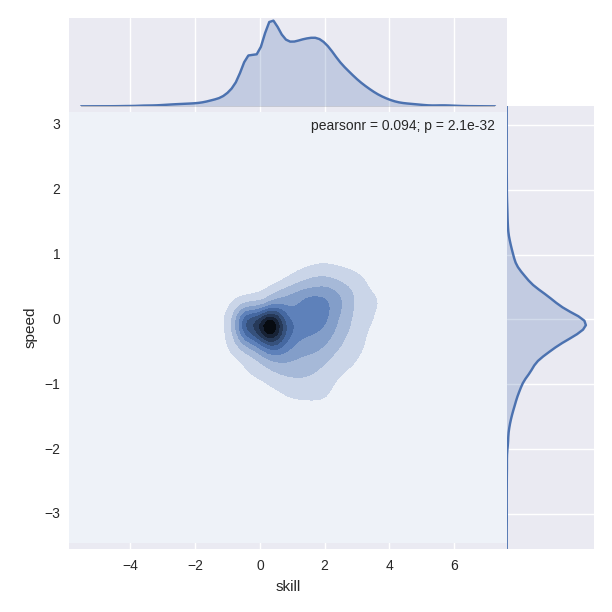 pearsonr = 0.094; p = 2.1e-32
3
2
1
0
−1
−2
−3
speed
−4 −2 0 2 4 6
skill